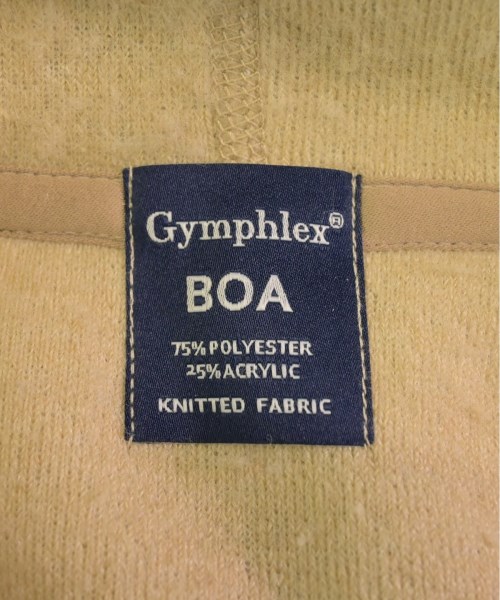 Gymphlex®
BOA
75% POLYESTER
25% ACRYLIC
KNITTED FABRIC